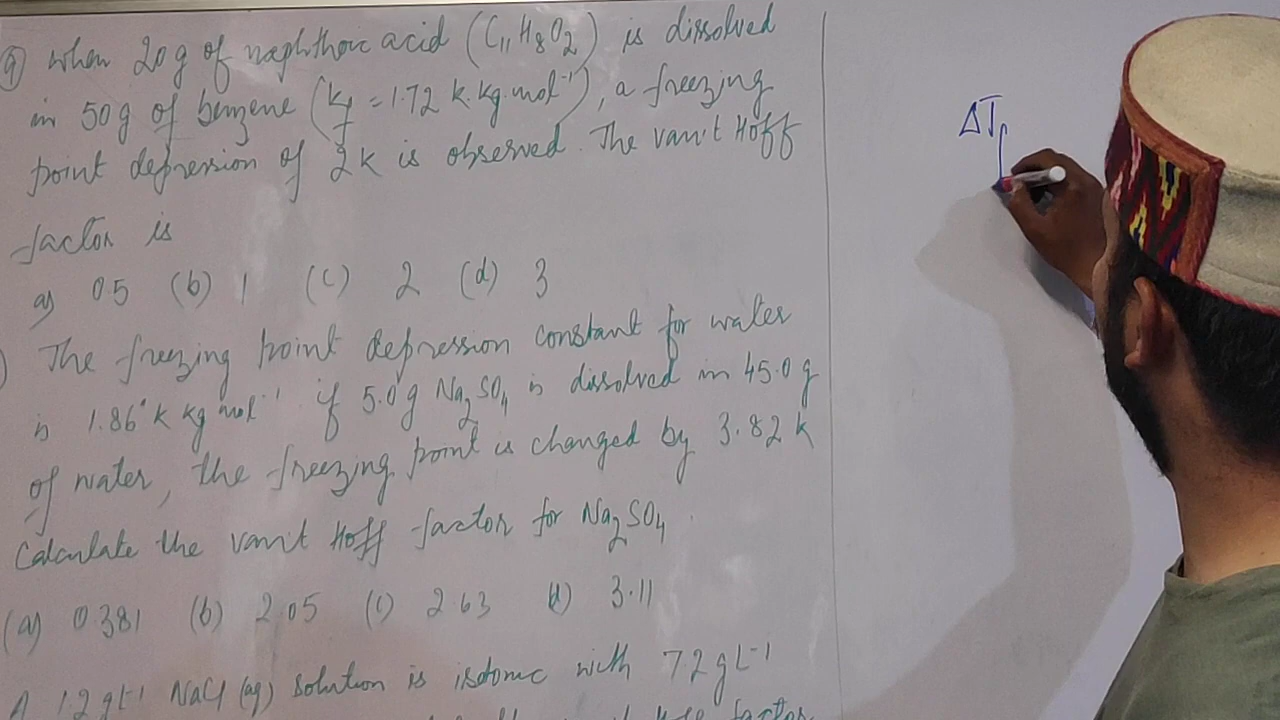 9) When 20g of naphthoic acid (C₁₁H₈O₂) is dissolved
in 50g of benzene (kf = 1.72 k.kg.mol⁻¹), a freezing
point depression of 2k is observed. The van't Hoff
factor is
a) 0.5 (b) 1 (c) 2 (d) 3
) The freezing point depression constant for water
is 1.86° k kg mol⁻¹. if 5.0g Na₂SO₄ is dissolved in 45.0 g
of water, the freezing point is changed by 3.82 k
Calculate the van't Hoff factor for Na₂SO₄.
(a) 0.381 (b) 2.05 (c) 2.63 d) 3.11
A 1.2 gL⁻¹ NaCl (aq) solution is isotonic with 7.2 g L⁻¹
factor
ΔTf